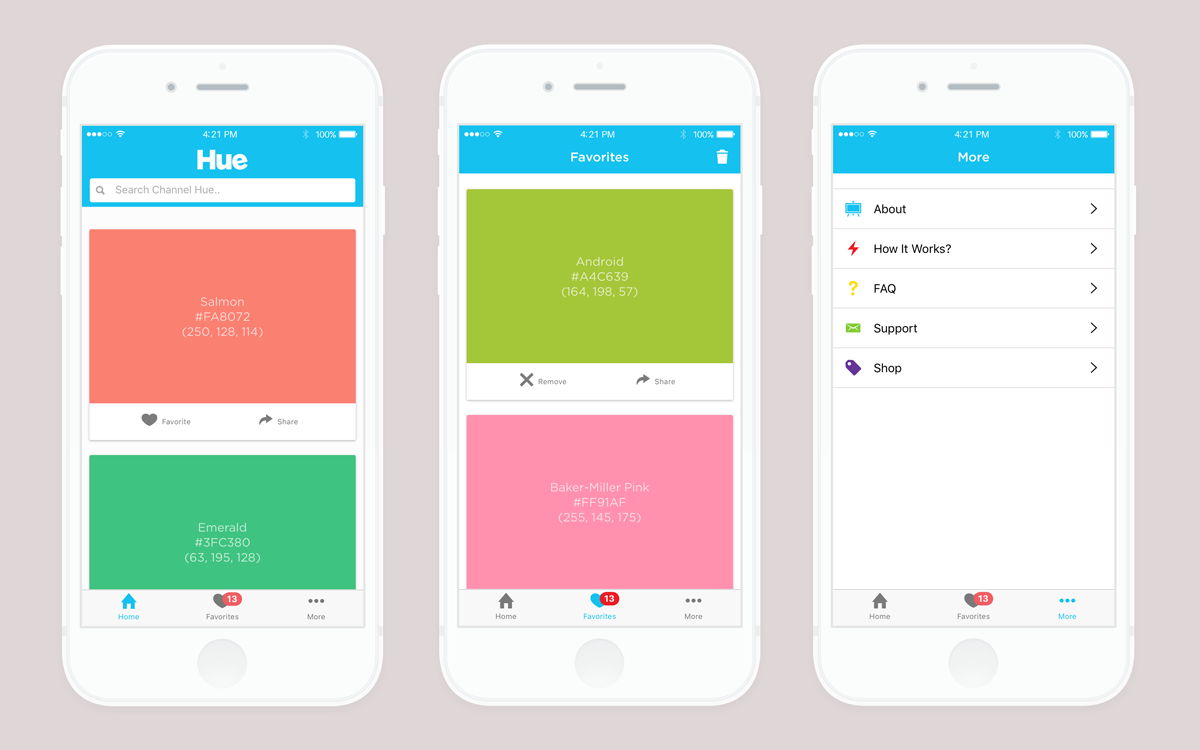 4:21 PM
100%
Hue
Search Channel Hue..
Salmon
#FA8072
(250, 128, 114)
Favorite
Share
Emerald
#3FC380
(63, 195, 128)
13
Home
Favorites
More
4:21 PM
100%
Favorites
Android
#A4C639
(164, 198, 57)
Remove
Share
Baker-Miller Pink
#FF91AF
(255, 145, 175)
13
Home
Favorites
More
4:21 PM
100%
More
About
How It Works?
FAQ
Support
Shop
13
Home
Favorites
More